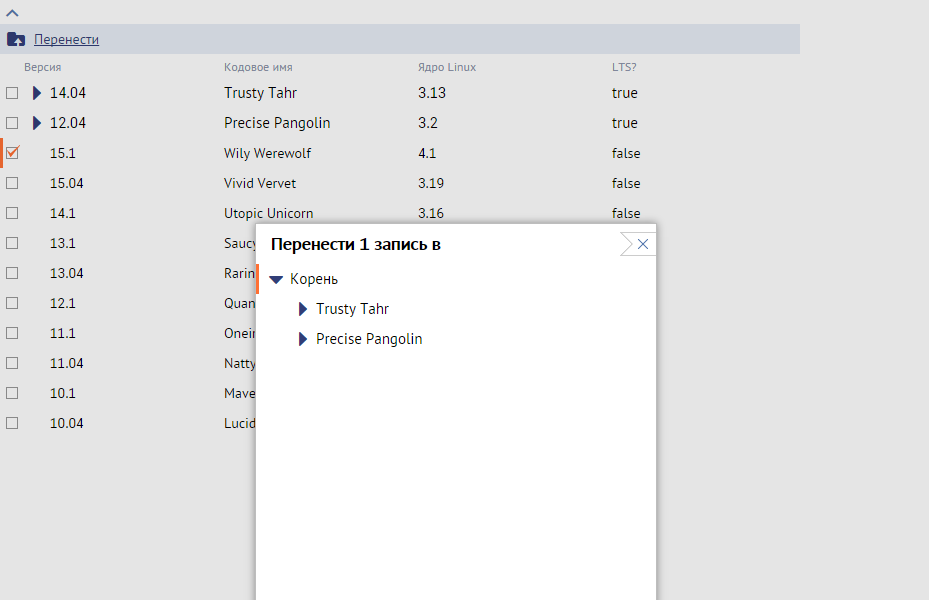 Перенести
Версия Кодовое имя Ядро Linux LTS?
14.04 Trusty Tahr 3.13 true
12.04 Precise Pangolin 3.2 true
15.1 Wily Werewolf 4.1 false
15.04 Vivid Vervet 3.19 false
14.1 Utopic Unicorn 3.16 false
13.1 Saucy
13.04 Rarin
12.1 Quan
11.1 Oneir
11.04 Natty
10.1 Mave
10.04 Lucid
Перенести 1 запись в
Корень
Trusty Tahr
Precise Pangolin